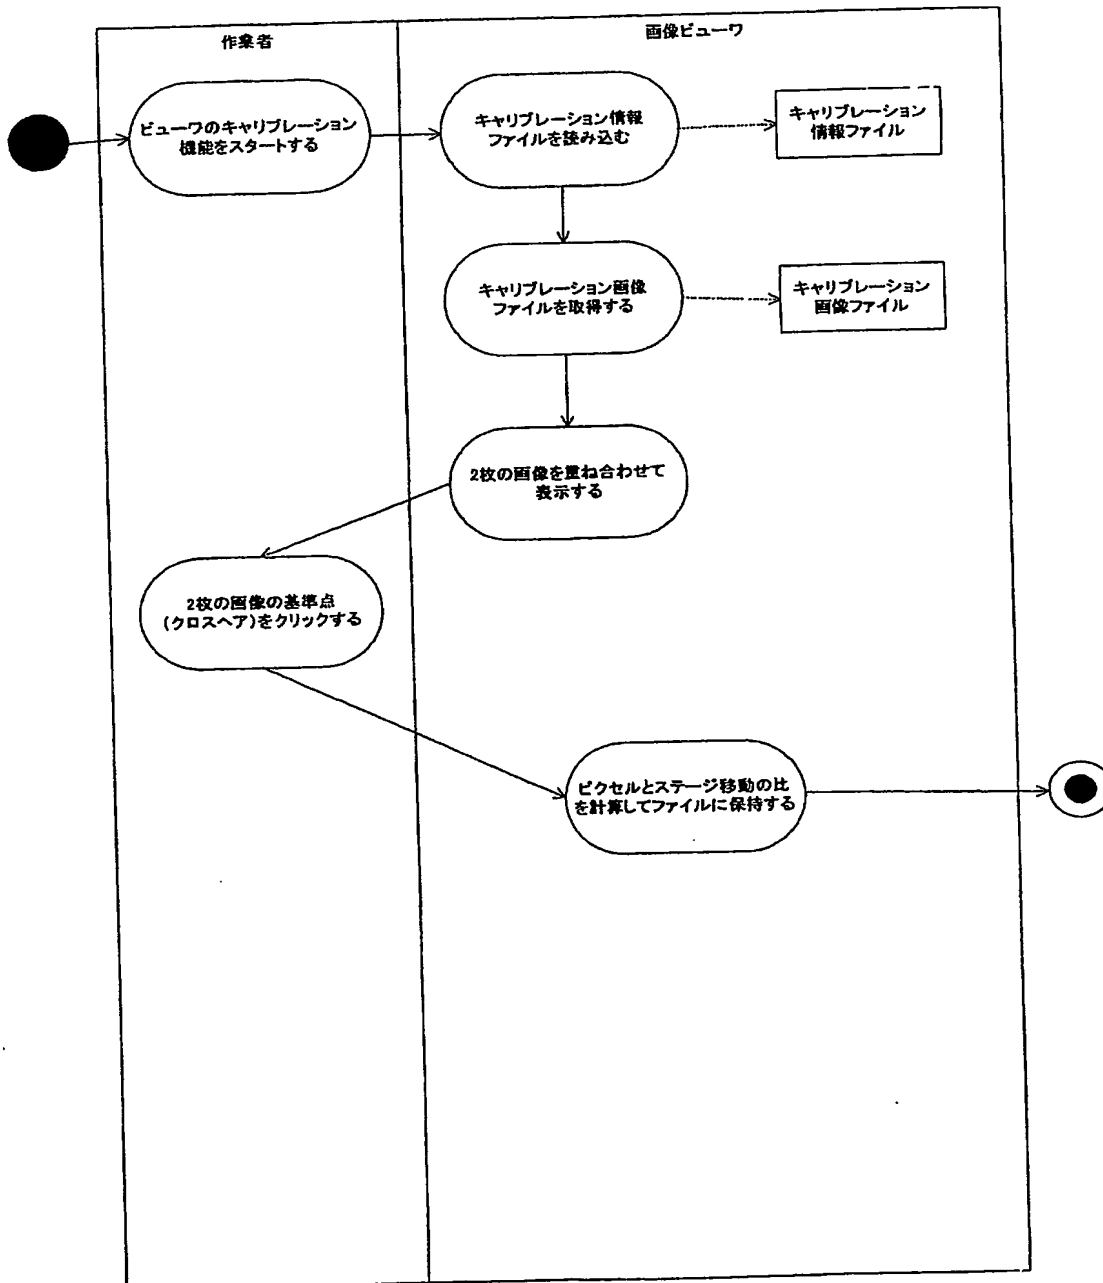 作業者
画像ビューワ
ビューワのキャリブレーション
機能をスタートする
キャリブレーション情報
ファイルを読み込む
キャリブレーション
情報ファイル
キャリブレーション画像
ファイルを取得する
キャリブレーション
画像ファイル
2枚の画像を重ね合わせて
表示する
2枚の画像の基準点
(クロスヘア)をクリックする
ピクセルとステージ移動の比
を計算してファイルに保持する